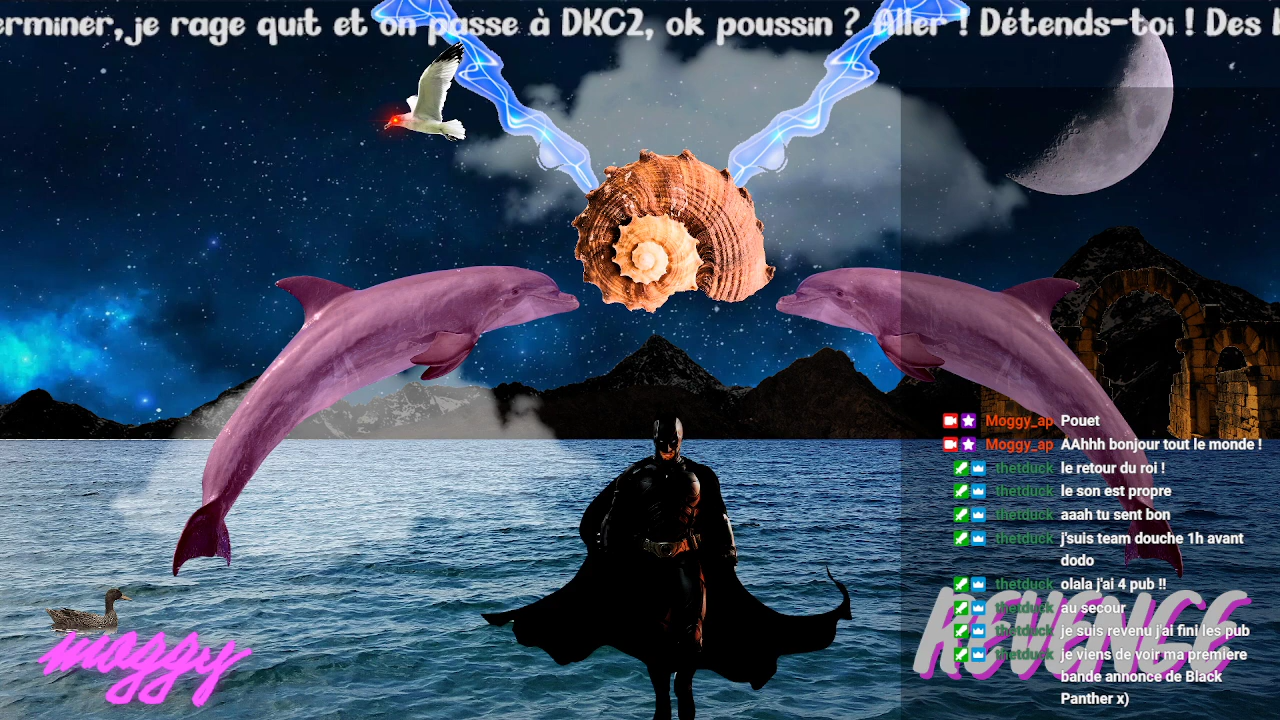 erminer, je rage quit et on passe à DKC2, ok poussin ? Aller ! Détends-toi ! Des
Moggy_ap Pouet
Moggy_ap AAhhh bonjour tout le monde !
thetduck le retour du roi !
thetduck le son est propre
thetduck aaah tu sent bon
thetduck j'suis team douche 1h avant
dodo
thetduck olala j'ai 4 pub !!
thetduck au secour
thetduck je suis revenu j'ai fini les pub
thetduck je viens de voir ma premiere
bande annonce de Black
Panther x)
moggy
REVENGE